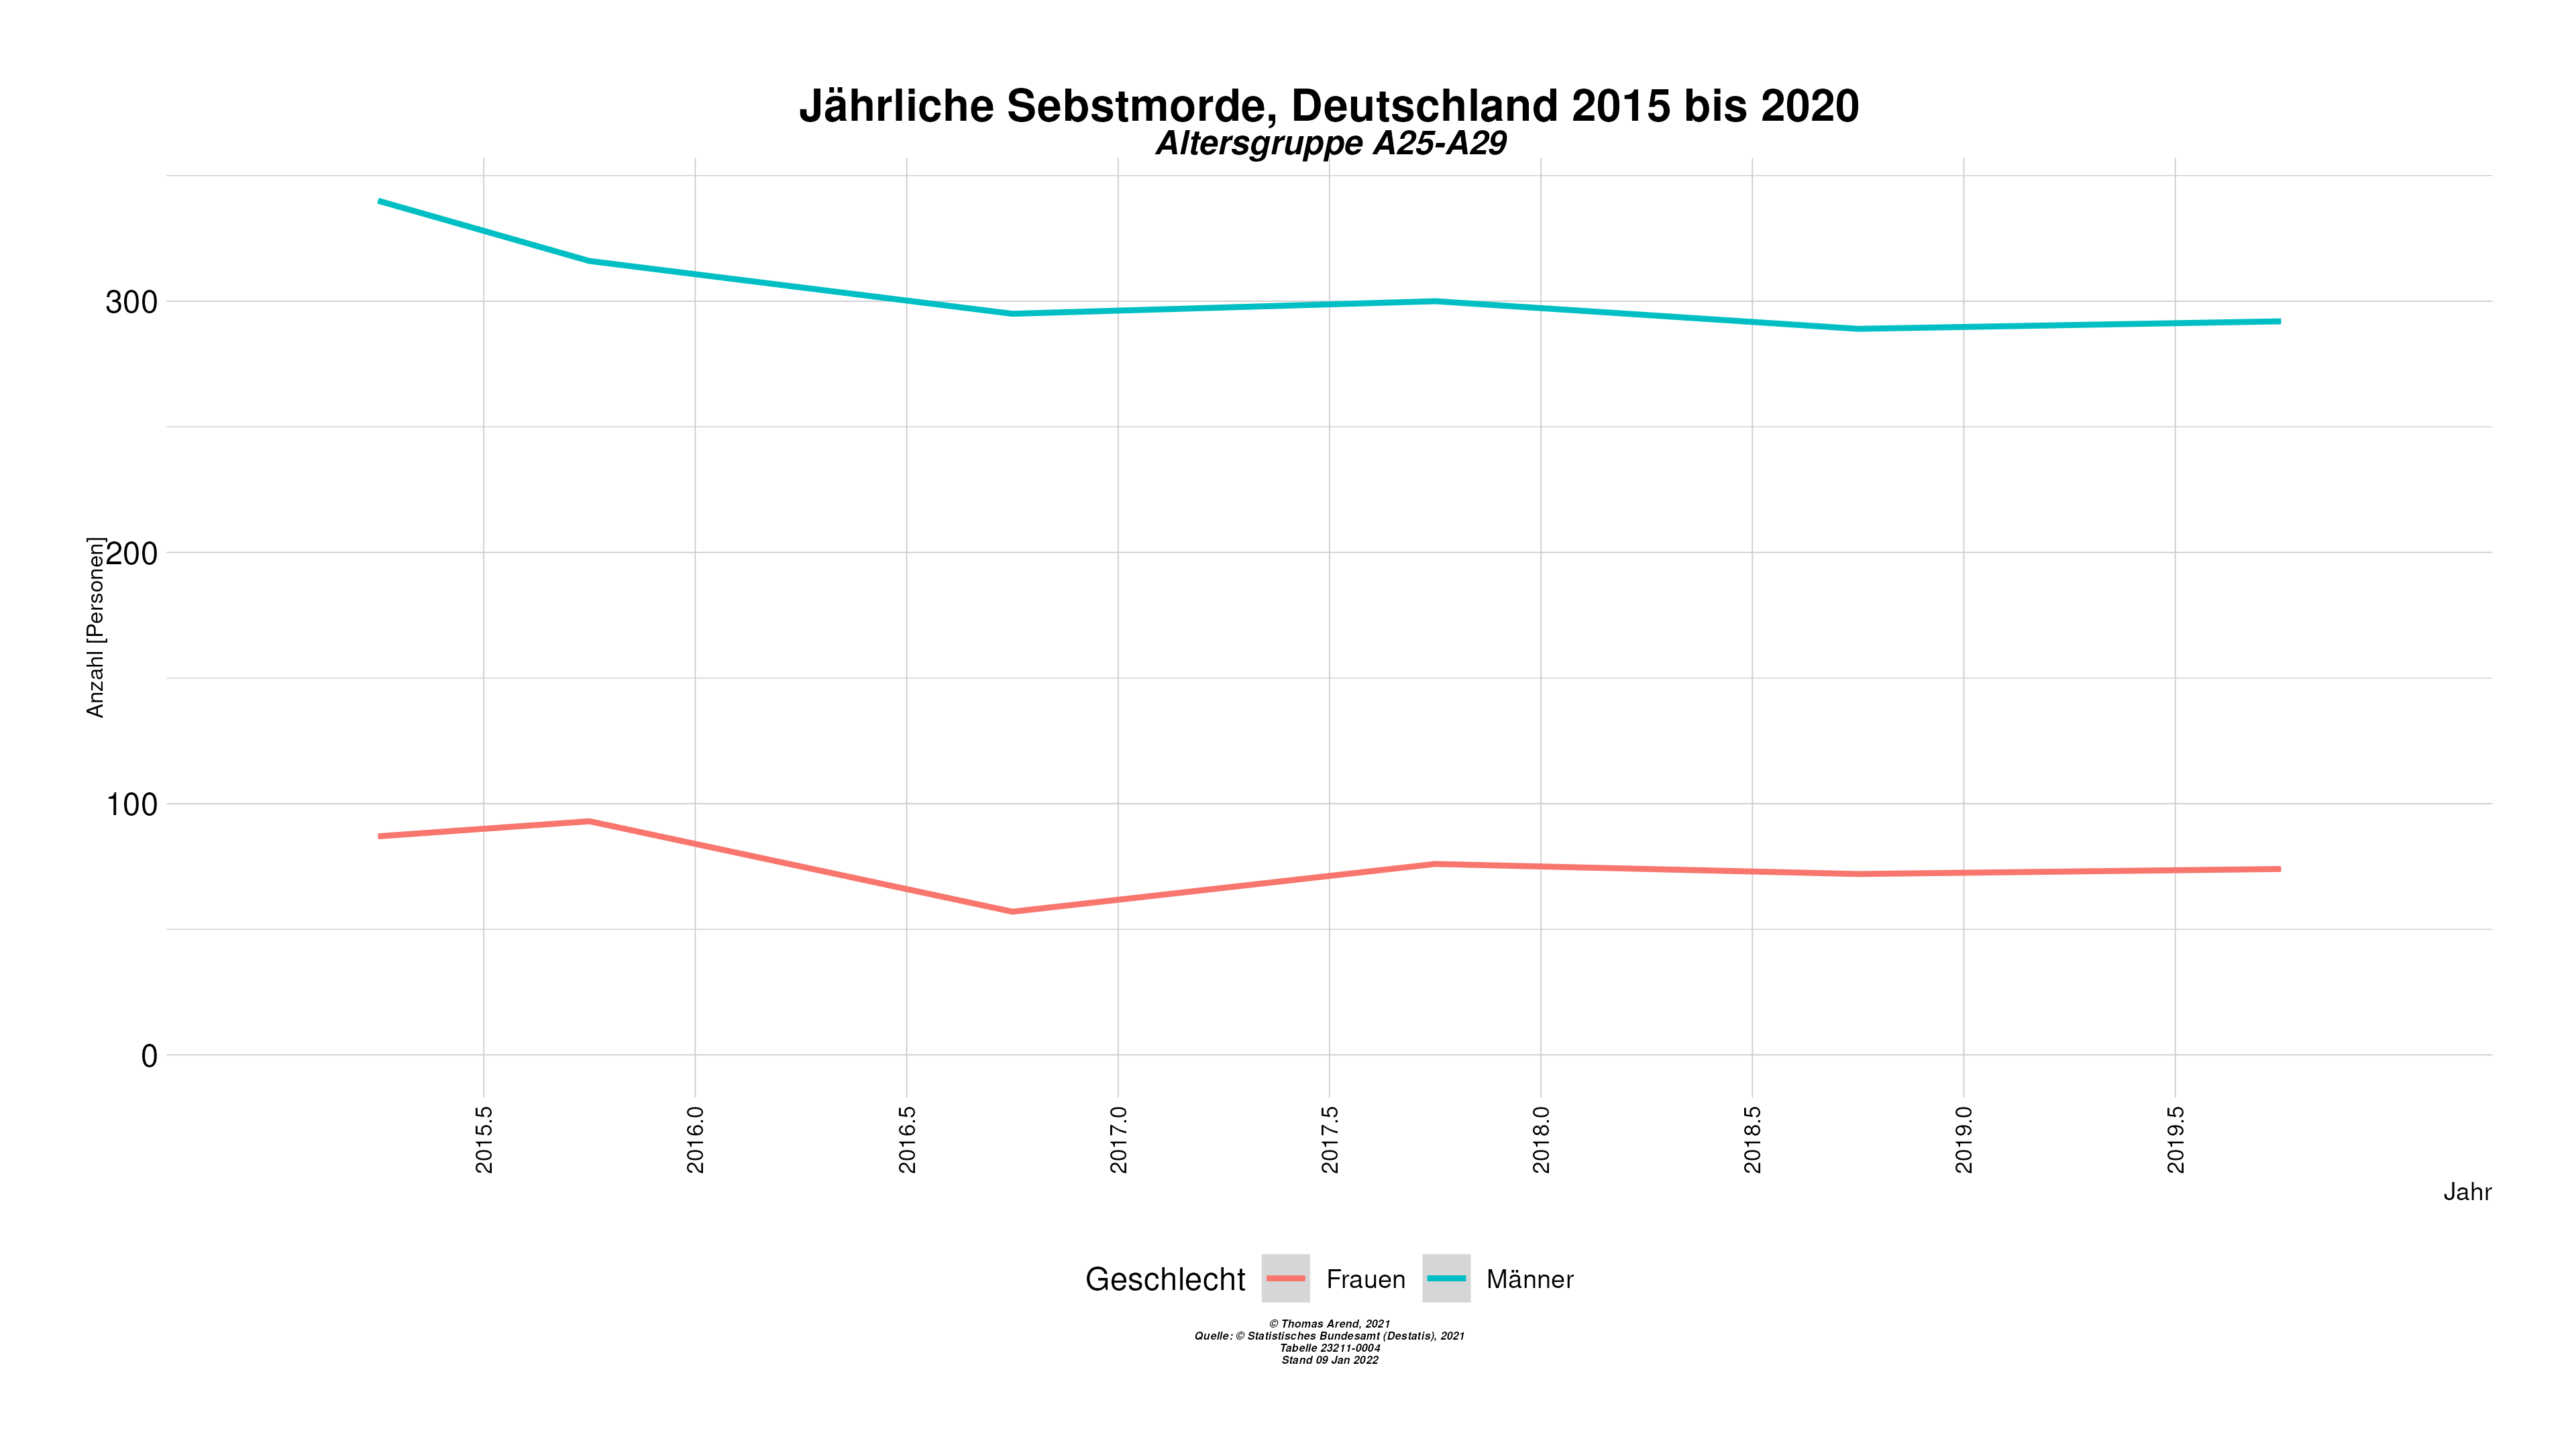 Jährliche Sebstmorde, Deutschland 2015 bis 2020
Altersgruppe A25-A29
Anzahl [Personen]
300
200
100
0
2015.5
2016.0
2016.5
2017.0
2017.5
2018.0
2018.5
2019.0
2019.5
Jahr
Geschlecht Frauen Männer
© Thomas Arend, 2021
Quelle: © Statistisches Bundesamt (Destatis), 2021
Tabelle 23211-0004
Stand 09 Jan 2022